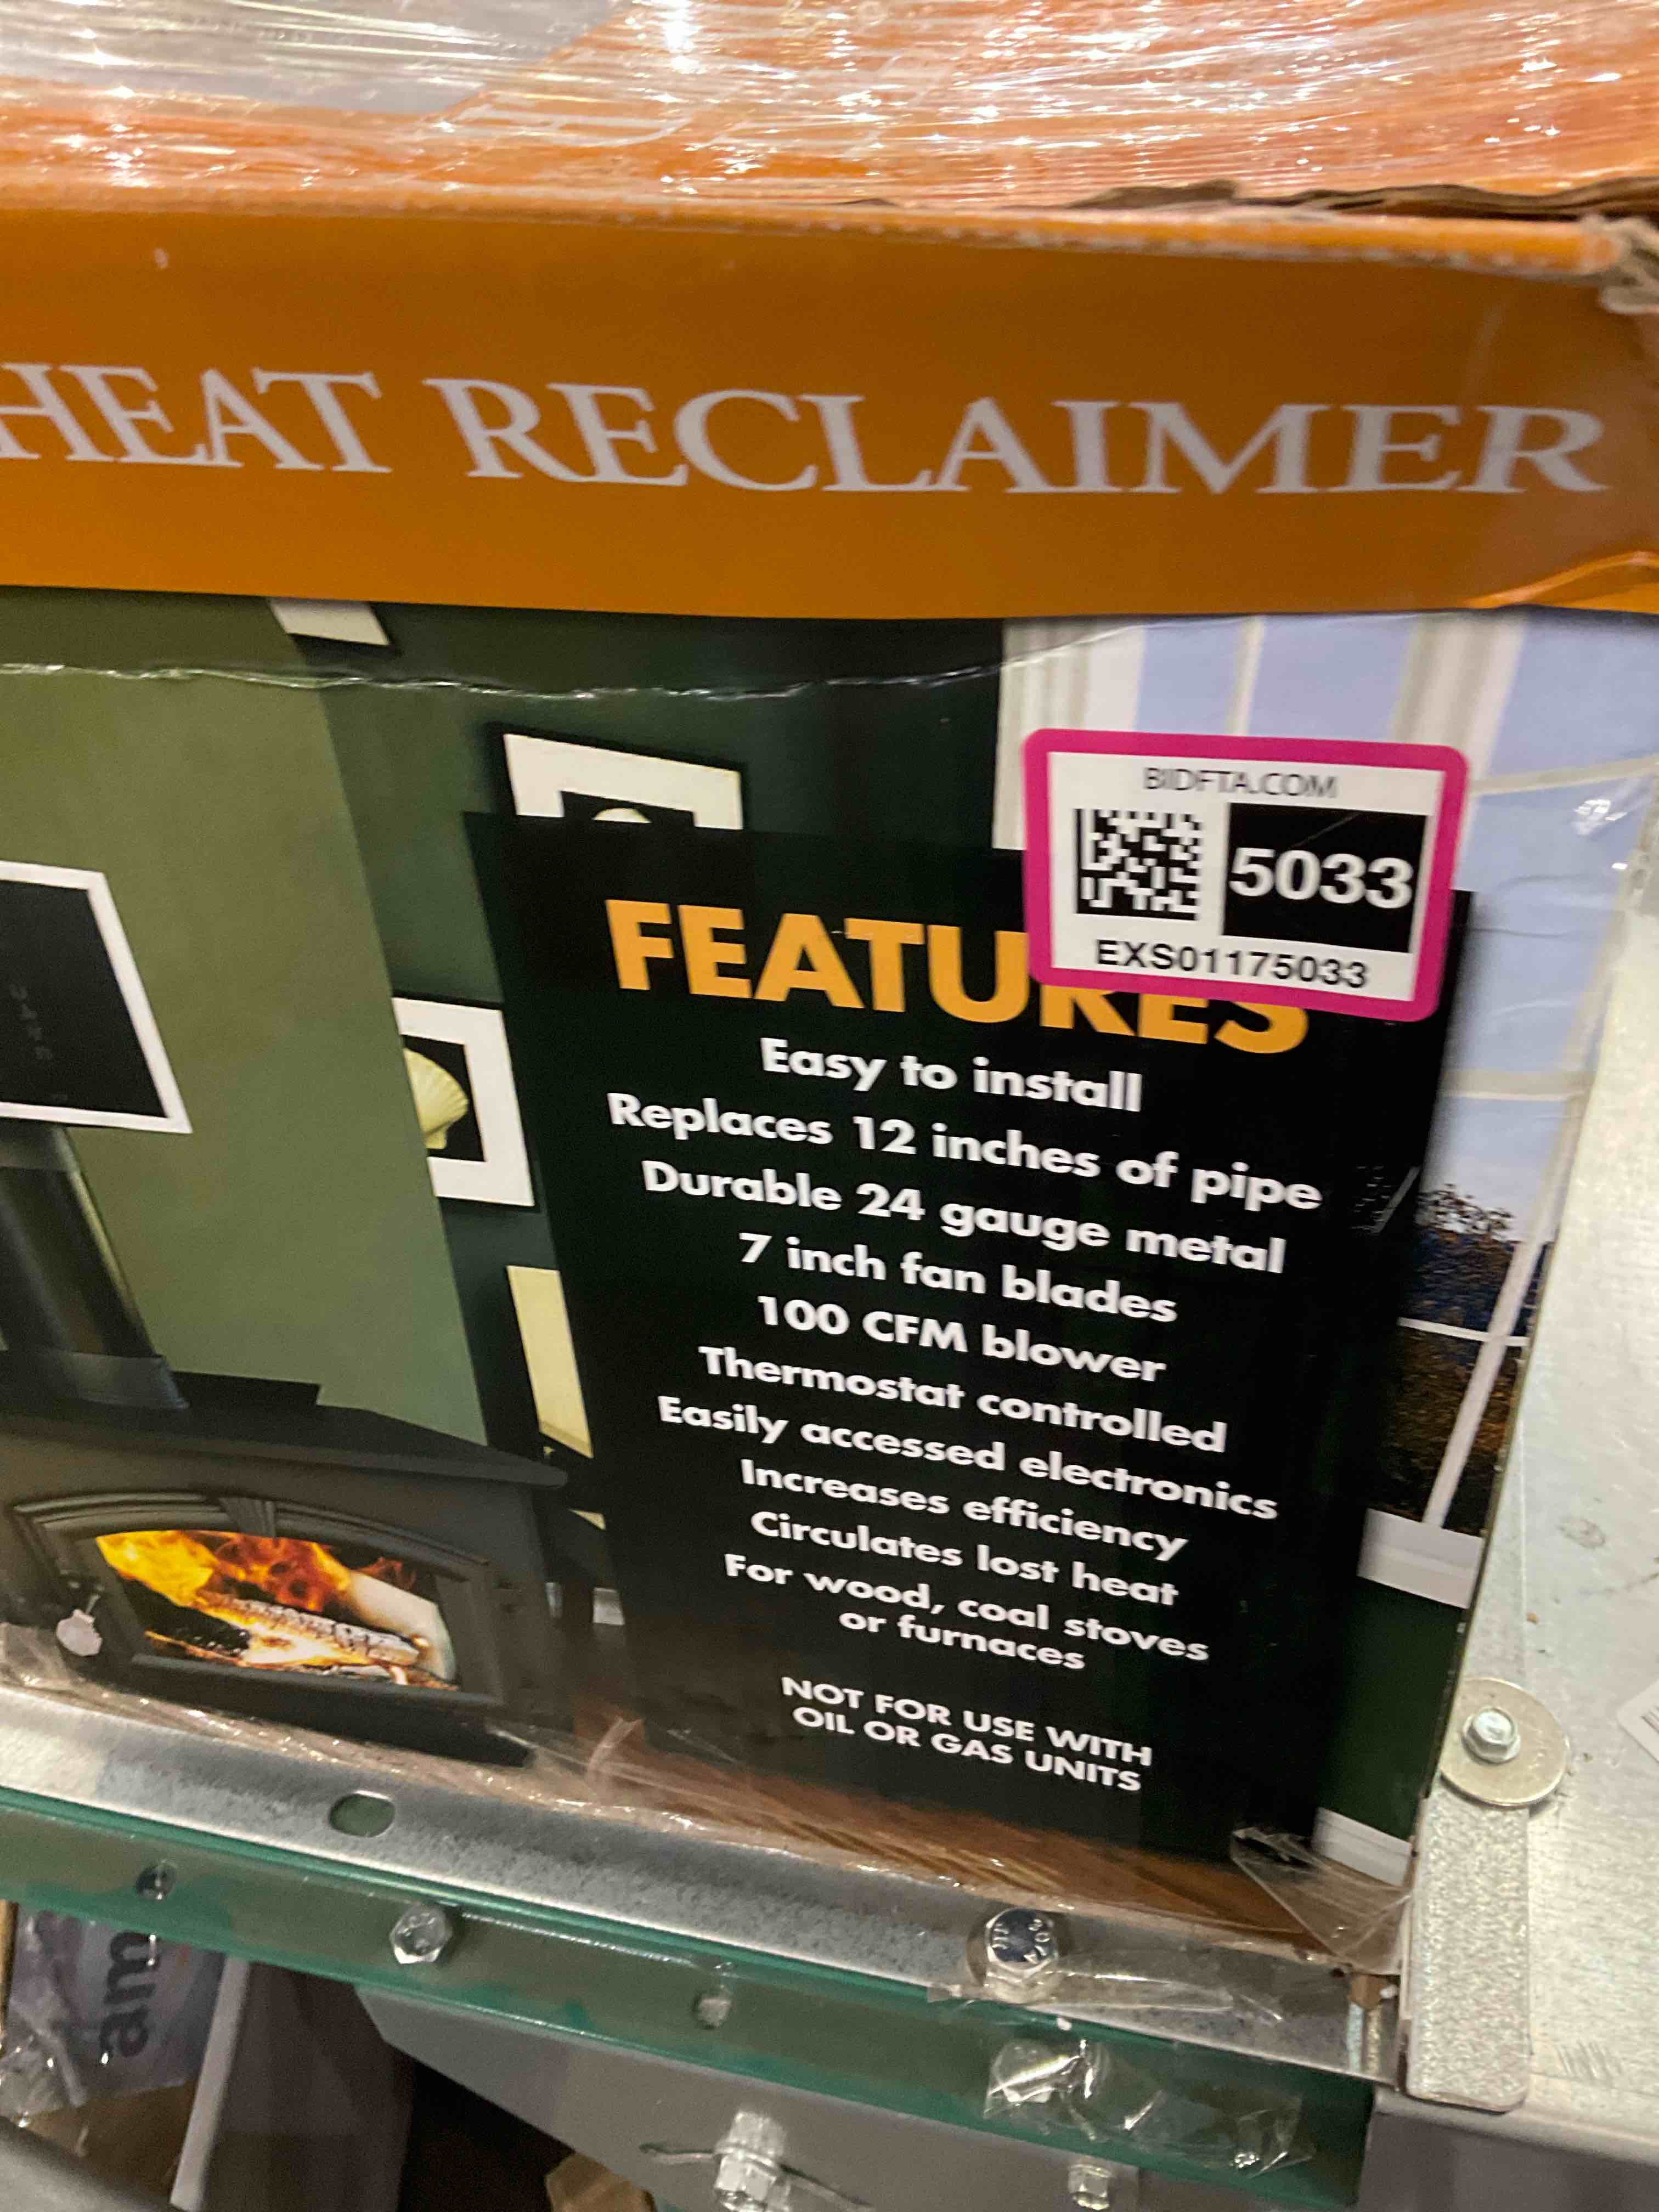 HEAT RECLAIMER
BIDFTA.COM
5033
EXS01175033
FEATURES
Easy to install
Replaces 12 inches of pipe
Durable 24 gauge metal
7 inch fan blades
100 CFM blower
Thermostat controlled
Easily accessed electronics
Increases efficiency
Circulates lost heat
For wood, coal stoves
or furnaces
NOT FOR USE WITH
OIL OR GAS UNITS
am